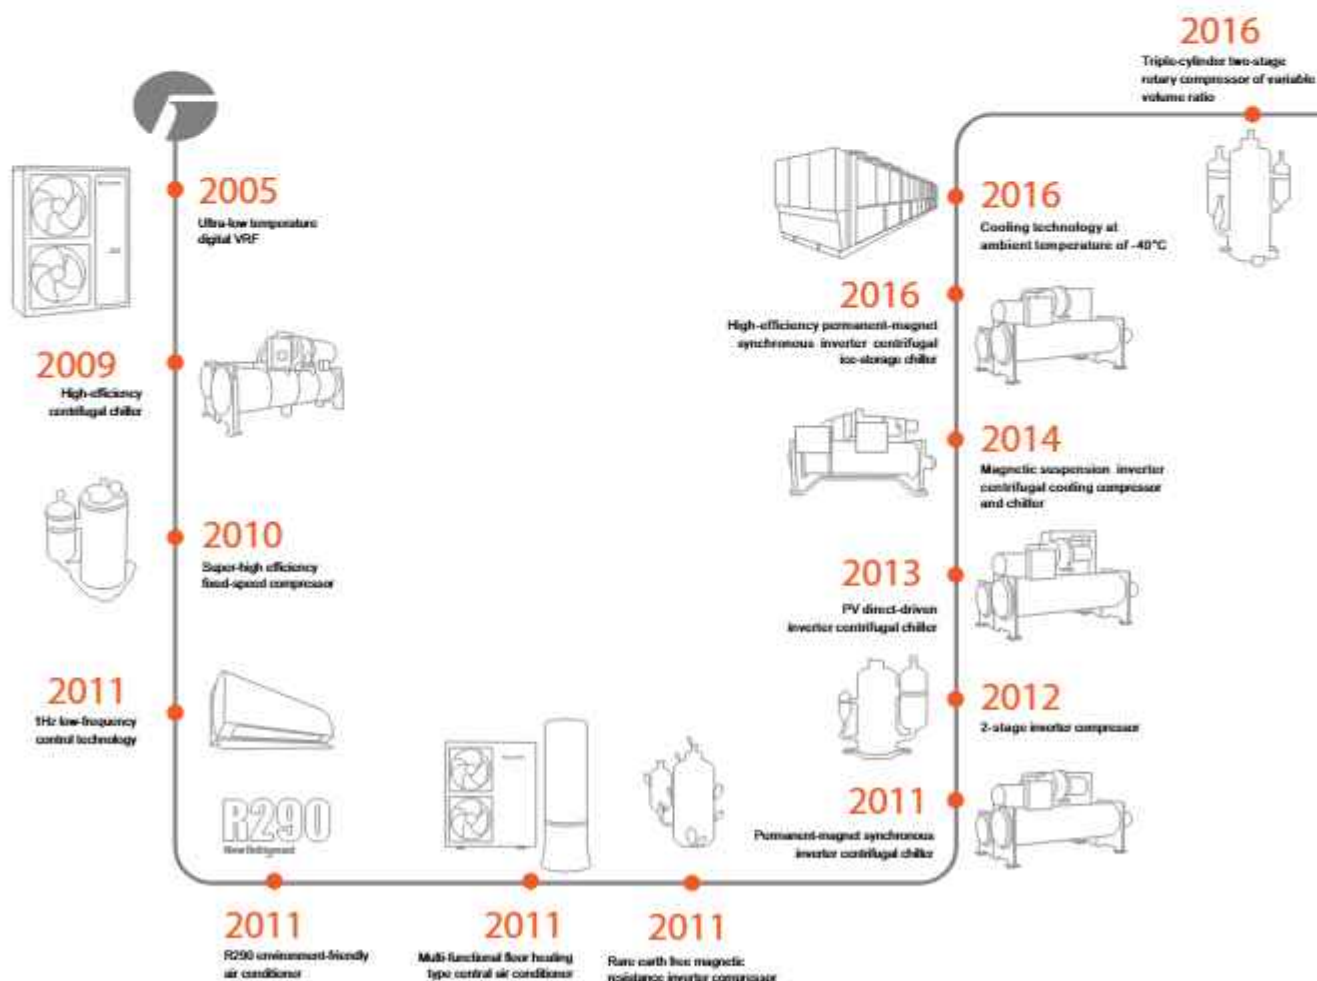 2005
Ultra-low temperature
digital VRF
2009
High-efficiency
centrifugal chiller
2010
Super-high efficiency
fixed-speed compressor
2011
1Hz low-frequency
control technology
R290
New Refrigerant
2011
R290 environment-friendly
air conditioner
2011
Multi-functional floor heating
type central air conditioner
2011
Rare earth free magnetic
resistance inverter compressor
2011
Permanent-magnet synchronous
inverter centrifugal chiller
2012
2-stage inverter compressor
2013
PV direct-driven
inverter centrifugal chiller
2014
Magnetic suspension inverter
centrifugal cooling compressor
and chiller
2016
High-efficiency permanent-magnet
synchronous inverter centrifugal
ice-storage chiller
2016
Cooling technology at
ambient temperature of -40°C
2016
Triple-cylinder two-stage
rotary compressor of variable
volume ratio